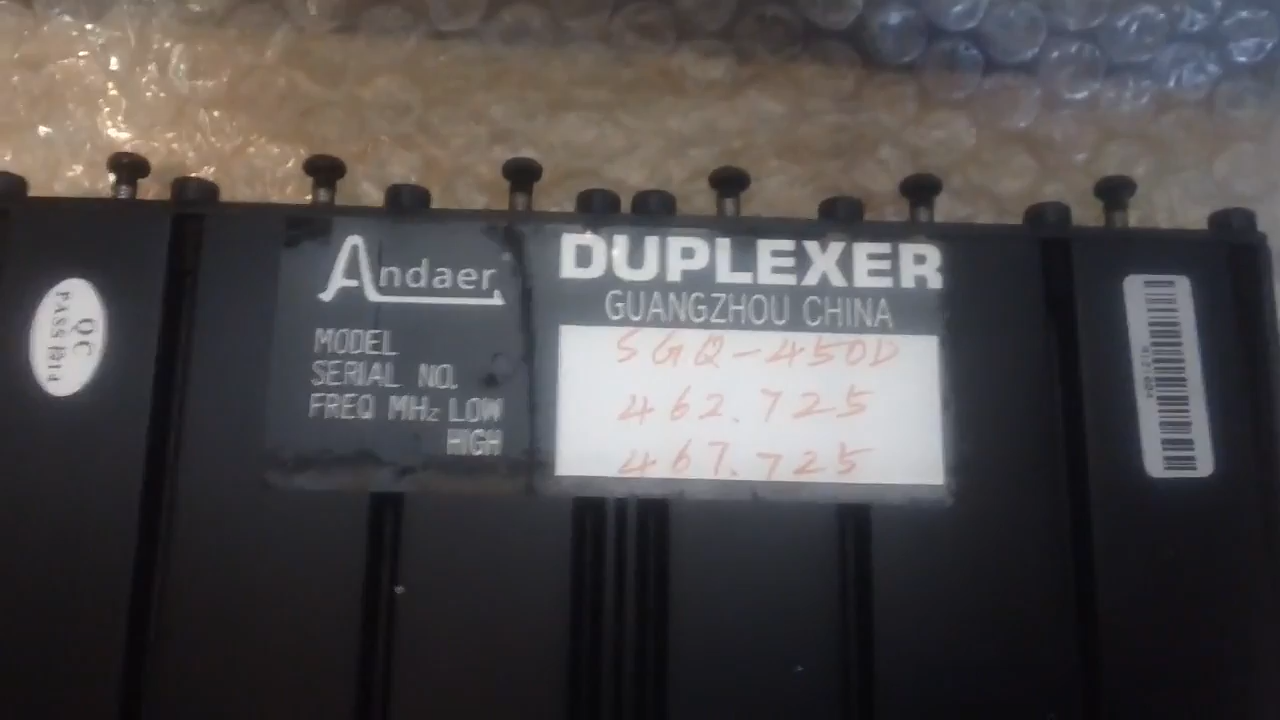 Andaer
DUPLEXER
GUANGZHOU CHINA
MODEL SGQ-450D
SERIAL NO. 462.725
FREQ MHz LOW 467.725
HIGH
QC
PASS